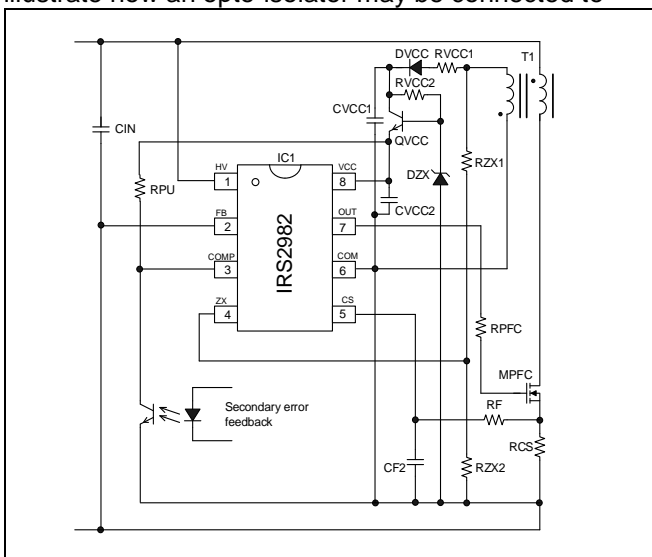 illustrate how an opto-isolator may be connected to
DVCC RVCC1
T1
RVCC2
CVCC1
CIN
QVCC
RZX1
IC1
HV
VCC
DZX
1
8
RPU
CVCC2
FB
OUT
2
7
IRS2982
COMP
COM
3
6
ZX
CS
4
5
RPFC
MPFC
Secondary error
feedback
RF
RCS
CF2
RZX2